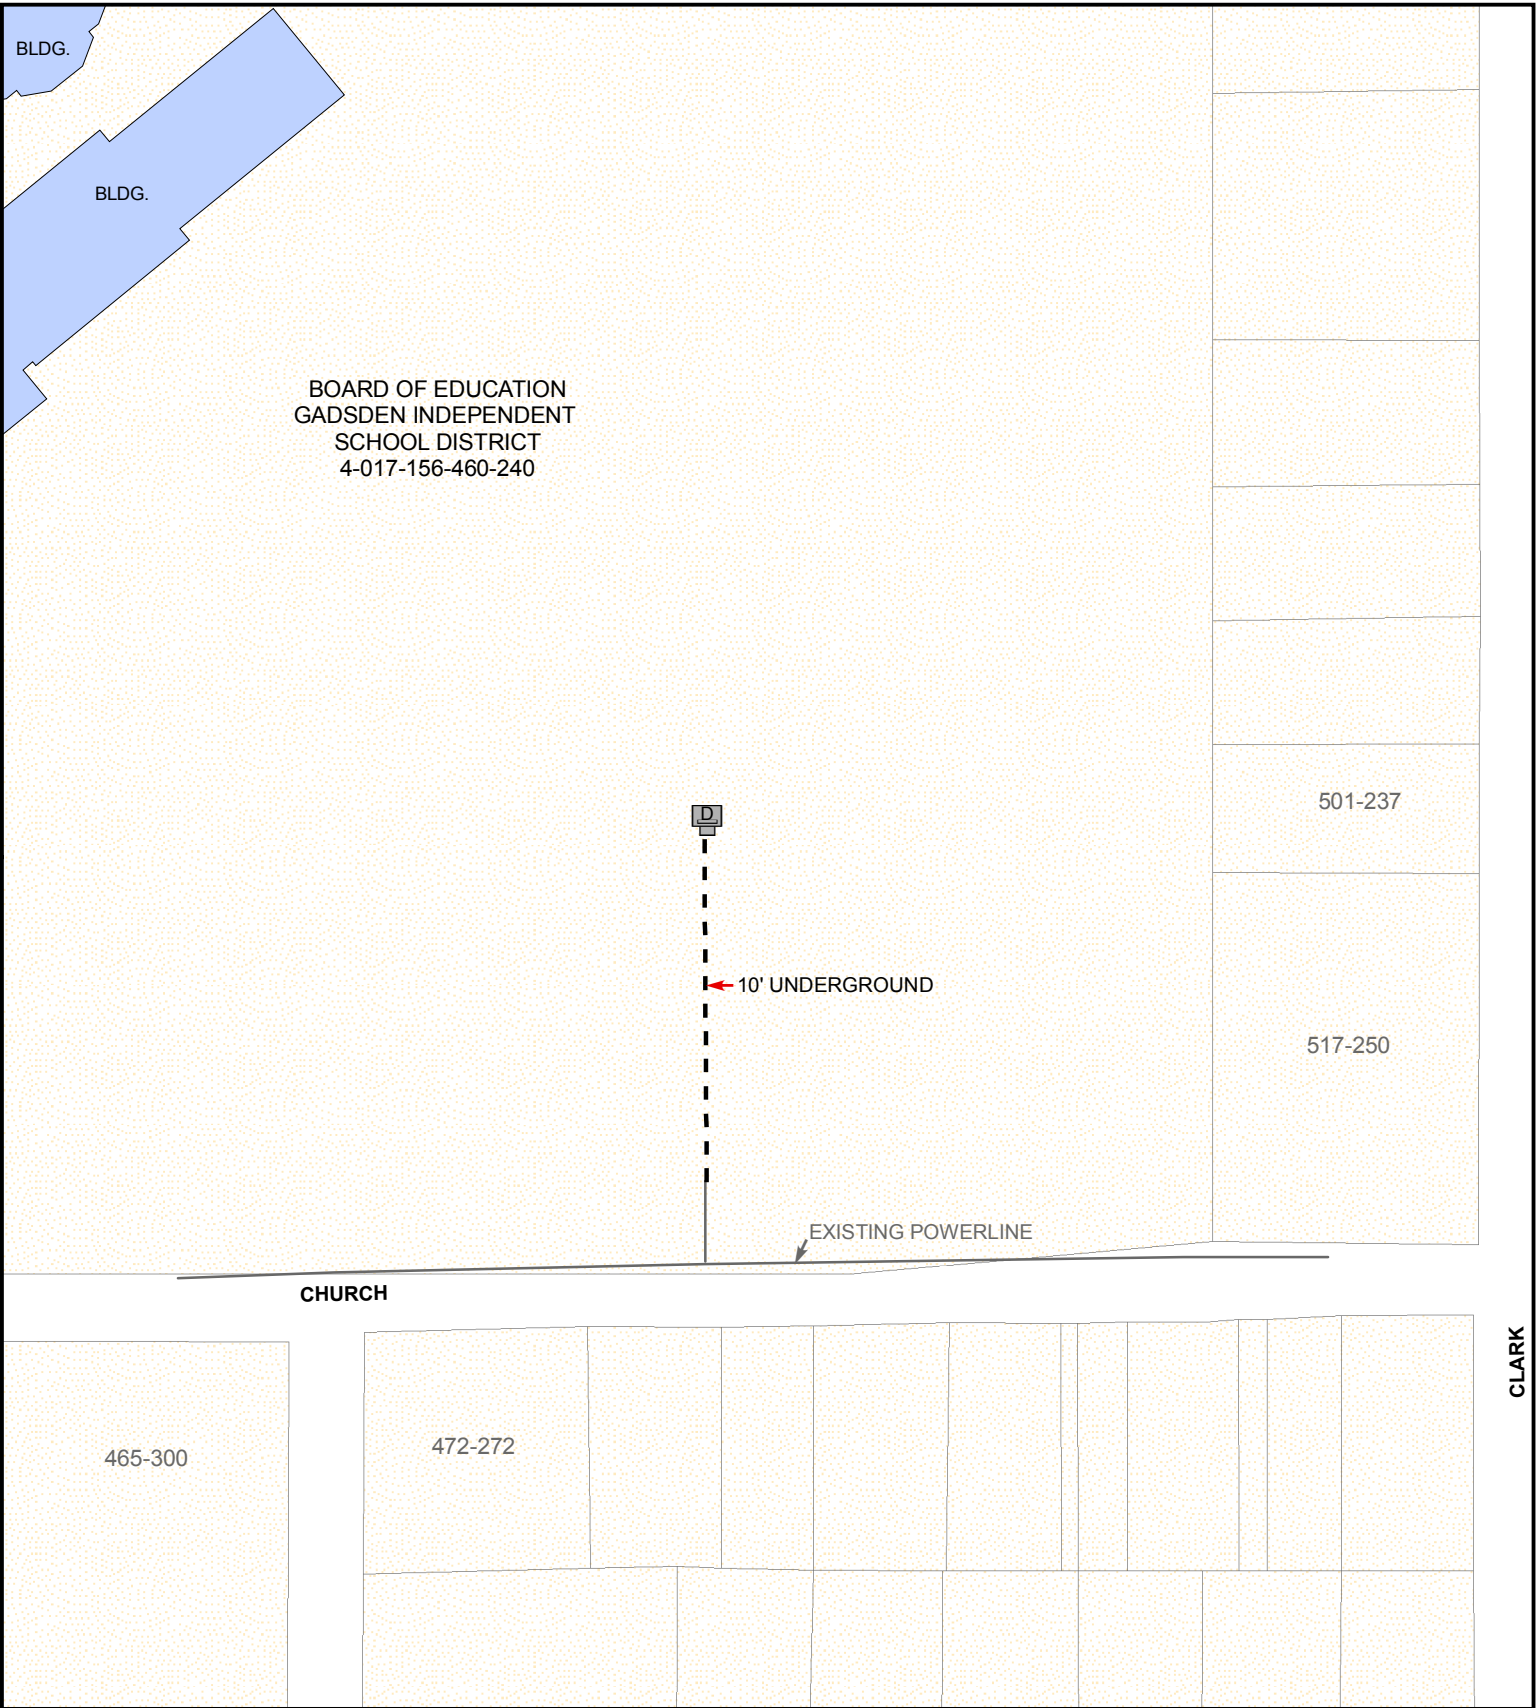 BLDG.
BLDG.
BOARD OF EDUCATION
GADSDEN INDEPENDENT
SCHOOL DISTRICT
4-017-156-460-240
501-237
D
10' UNDERGROUND
517-250
EXISTING POWERLINE
CHURCH
CLARK
472-272
465-300